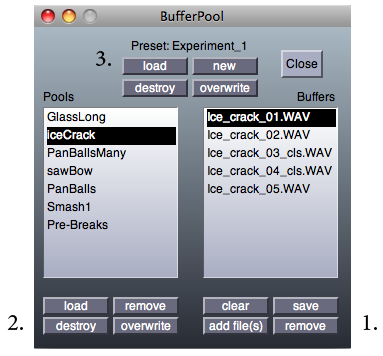 BufferPool
Preset: Experiment_1
3.
load new
Close
destroy overwrite
Pools Buffers
GlassLong
iceCrack
PanBallsMany
sawBow
PanBalls
Smash1
Pre-Breaks
Ice_crack_01.WAV
Ice_crack_02.WAV
Ice_crack_03_cls.WAV
Ice_crack_04_cls.WAV
Ice_crack_05.WAV
load remove
clear save
2.
destroy overwrite
add file(s) remove
1.